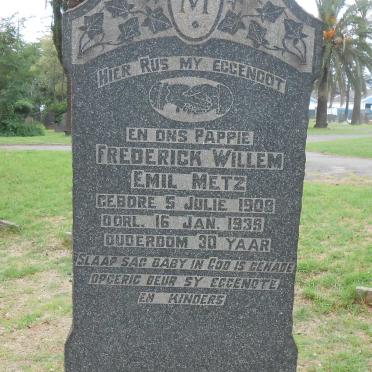 M
HIER RUS MY EGGENOOT
EN ONS PAPPIE
FREDERICK WILLEM
EMIL METZ
GEBORE 5 JULIE 1908
OORL. 16 JAN. 1939
OUDERDOM 30 YAAR
SLAAP SAG BABY IN GOD IS GENADE
OPGERIG DEUR SY EGGENOTE
EN KINDERS